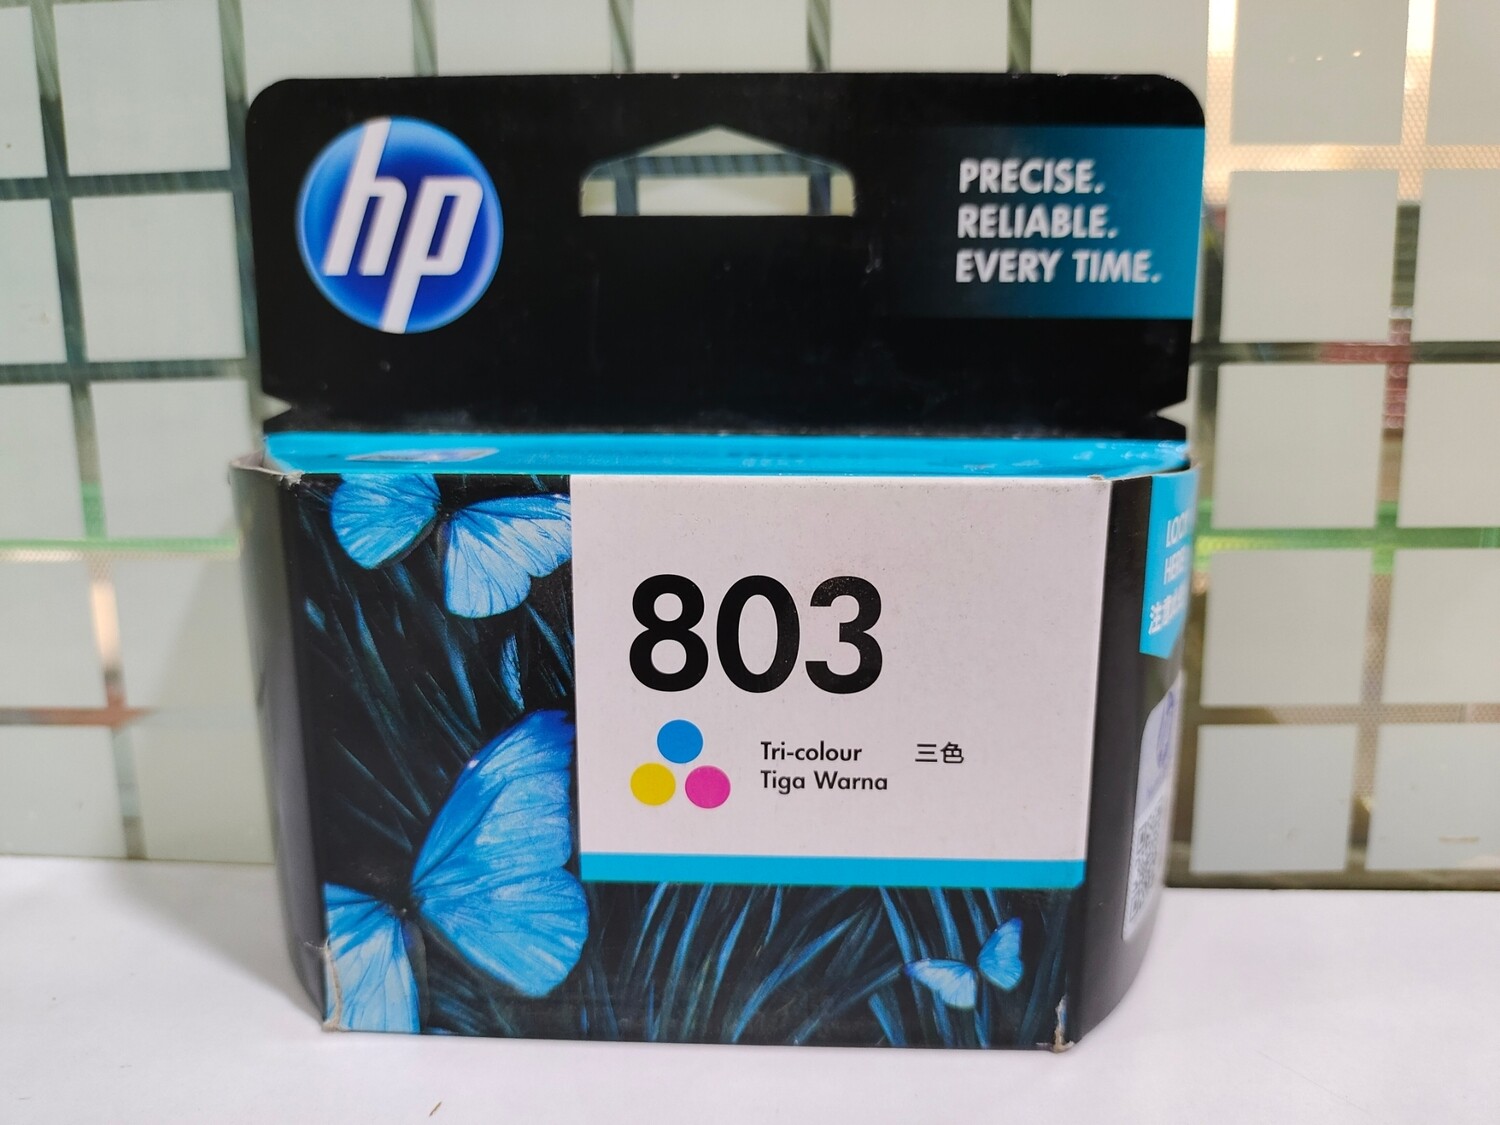 hp
PRECISE.
RELIABLE.
EVERY TIME.
803
Tri-colour 三色
Tiga Warna